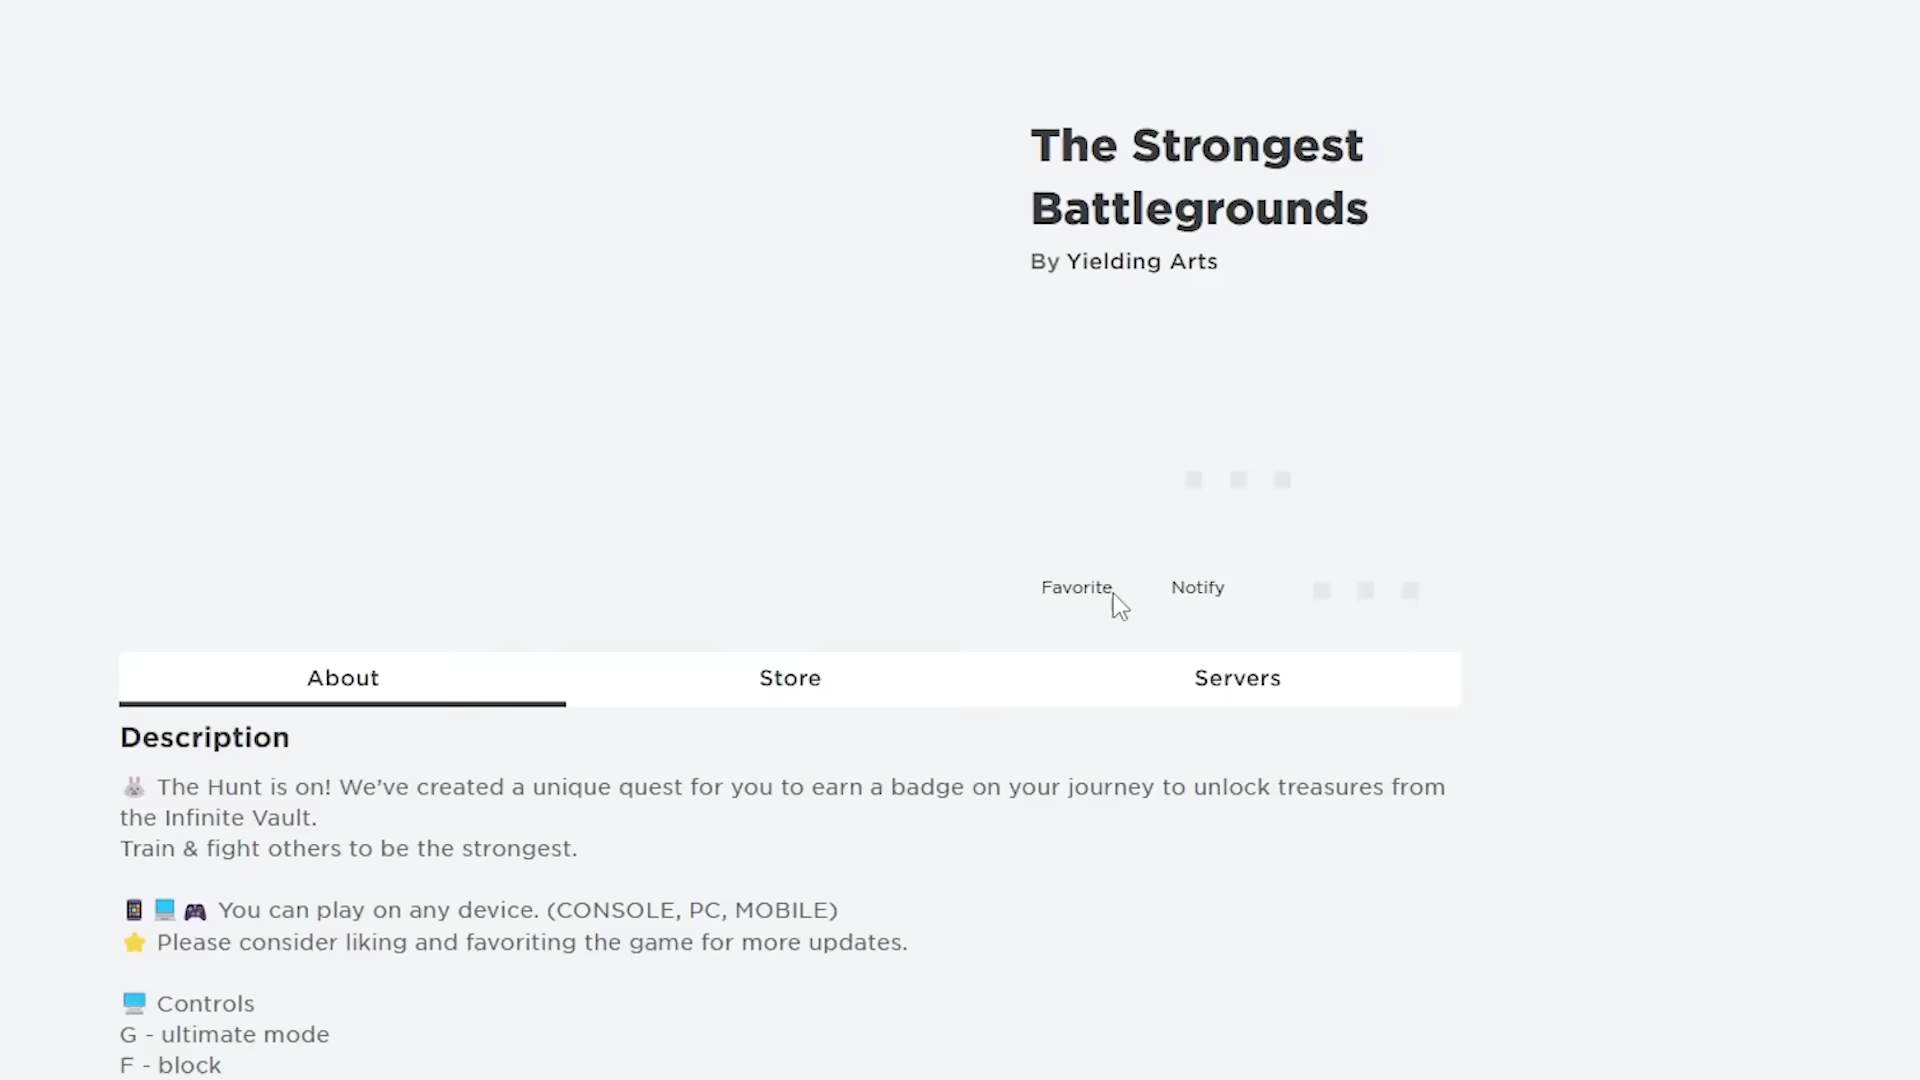 The Strongest
Battlegrounds
By Yielding Arts
Favorite
Notify
About
Store
Servers
Description
🐰 The Hunt is on! We’ve created a unique quest for you to earn a badge on your journey to unlock treasures from
the Infinite Vault.
Train & fight others to be the strongest.
📱 💻 🎮 You can play on any device. (CONSOLE, PC, MOBILE)
⭐ Please consider liking and favoriting the game for more updates.
🖥️ Controls
G - ultimate mode
F - block